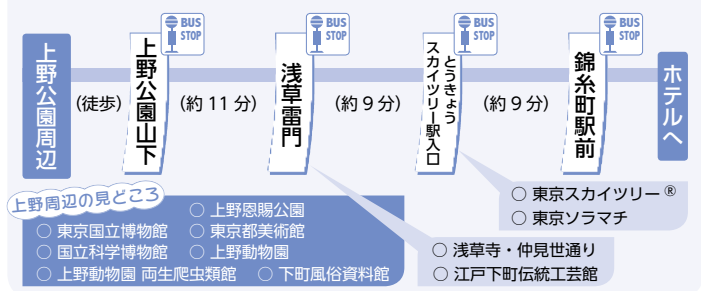 BUS STOP
BUS STOP
BUS STOP
BUS STOP
上野公園周辺
(徒歩)
上野公園山下
(約 11 分)
浅草雷門
(約 9 分)
とうきょう
スカイツリー駅入口
(約 9 分)
錦糸町駅前
ホテルへ
上野周辺の見どころ
○ 上野恩賜公園
○ 東京国立博物館 ○ 東京都美術館
○ 国立科学博物館 ○ 上野動物園
○ 上野動物園 両生爬虫類館 ○ 下町風俗資料館
○ 東京スカイツリー®
○ 東京ソラマチ
○ 浅草寺・仲見世通り
○ 江戸下町伝統工芸館